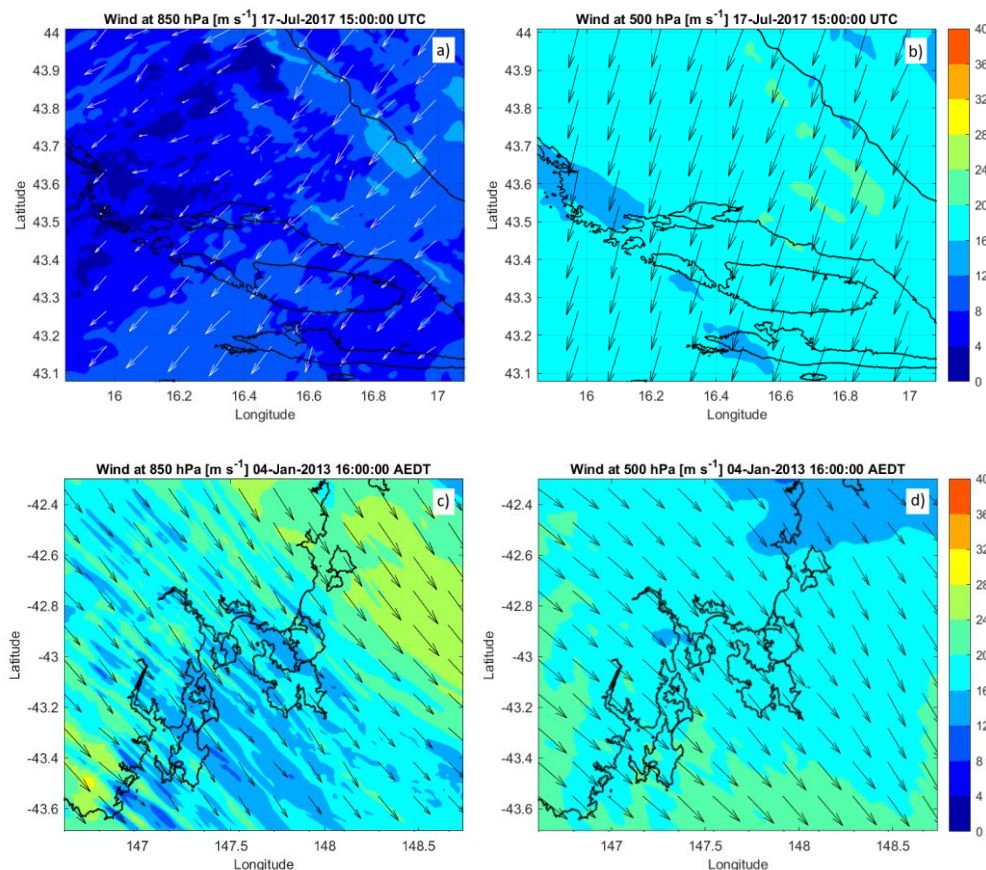 Wind at 850 hPa [m s⁻¹] 17-Jul-2017 15:00:00 UTC
a)
Latitude
44
43.9
43.8
43.7
43.6
43.5
43.4
43.3
43.2
43.1
16 16.2 16.4 16.6 16.8 17
Longitude
Wind at 500 hPa [m s⁻¹] 17-Jul-2017 15:00:00 UTC
b)
Latitude
44
43.9
43.8
43.7
43.6
43.5
43.4
43.3
43.2
43.1
16 16.2 16.4 16.6 16.8 17
Longitude
40
36
32
28
24
20
16
12
8
4
0
Wind at 850 hPa [m s⁻¹] 04-Jan-2013 16:00:00 AEDT
c)
Latitude
-42.4
-42.6
-42.8
-43
-43.2
-43.4
-43.6
147 147.5 148 148.5
Longitude
Wind at 500 hPa [m s⁻¹] 04-Jan-2013 16:00:00 AEDT
d)
Latitude
-42.4
-42.6
-42.8
-43
-43.2
-43.4
-43.6
147 147.5 148 148.5
Longitude
40
36
32
28
24
20
16
12
8
4
0